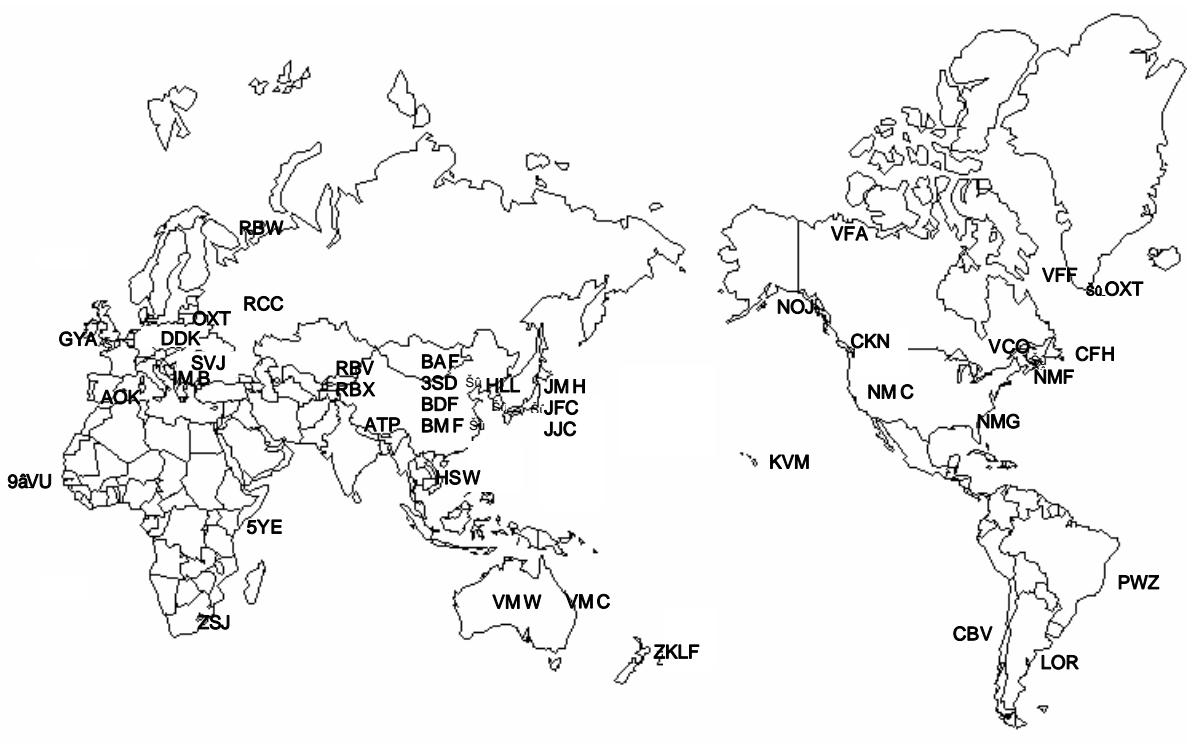 RBW
VFA
VFF
OXT
RCC
NOJ
OXT
GYA
DDK
CKN
VCO
CFH
SVJ
RBV
BAF
NMF
IMB
RBX
3SD
HLL
JMH
NMC
AOK
BDF
JFC
ATP
BMF
JJC
NMG
KVM
9âVU
HSW
5YE
PWZ
VMW
VMC
ZSJ
CBV
ZKLF
LOR